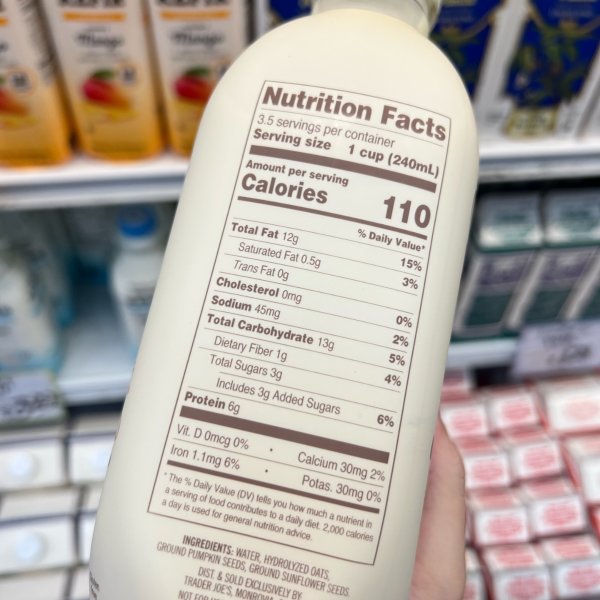 Nutrition Facts
3.5 servings per container
Serving size 1 cup (240mL)
Amount per serving
Calories 110
% Daily Value*
Total Fat 12g 15%
Saturated Fat 0.5g 3%
Trans Fat 0g
Cholesterol 0mg 0%
Sodium 45mg 2%
Total Carbohydrate 13g 5%
Dietary Fiber 1g 4%
Total Sugars 3g
Includes 3g Added Sugars 6%
Protein 6g
Vit. D 0mcg 0% • Calcium 30mg 2%
Iron 1.1mg 6% • Potas. 30mg 0%
* The % Daily Value (DV) tells you how much a nutrient in
a serving of food contributes to a daily diet. 2,000 calories
a day is used for general nutrition advice.
INGREDIENTS: WATER, HYDROLYZED OATS,
GROUND PUMPKIN SEEDS, GROUND SUNFLOWER SEEDS.
DIST. & SOLD EXCLUSIVELY BY
TRADER JOE'S, MONROVIA,
NOT FOR